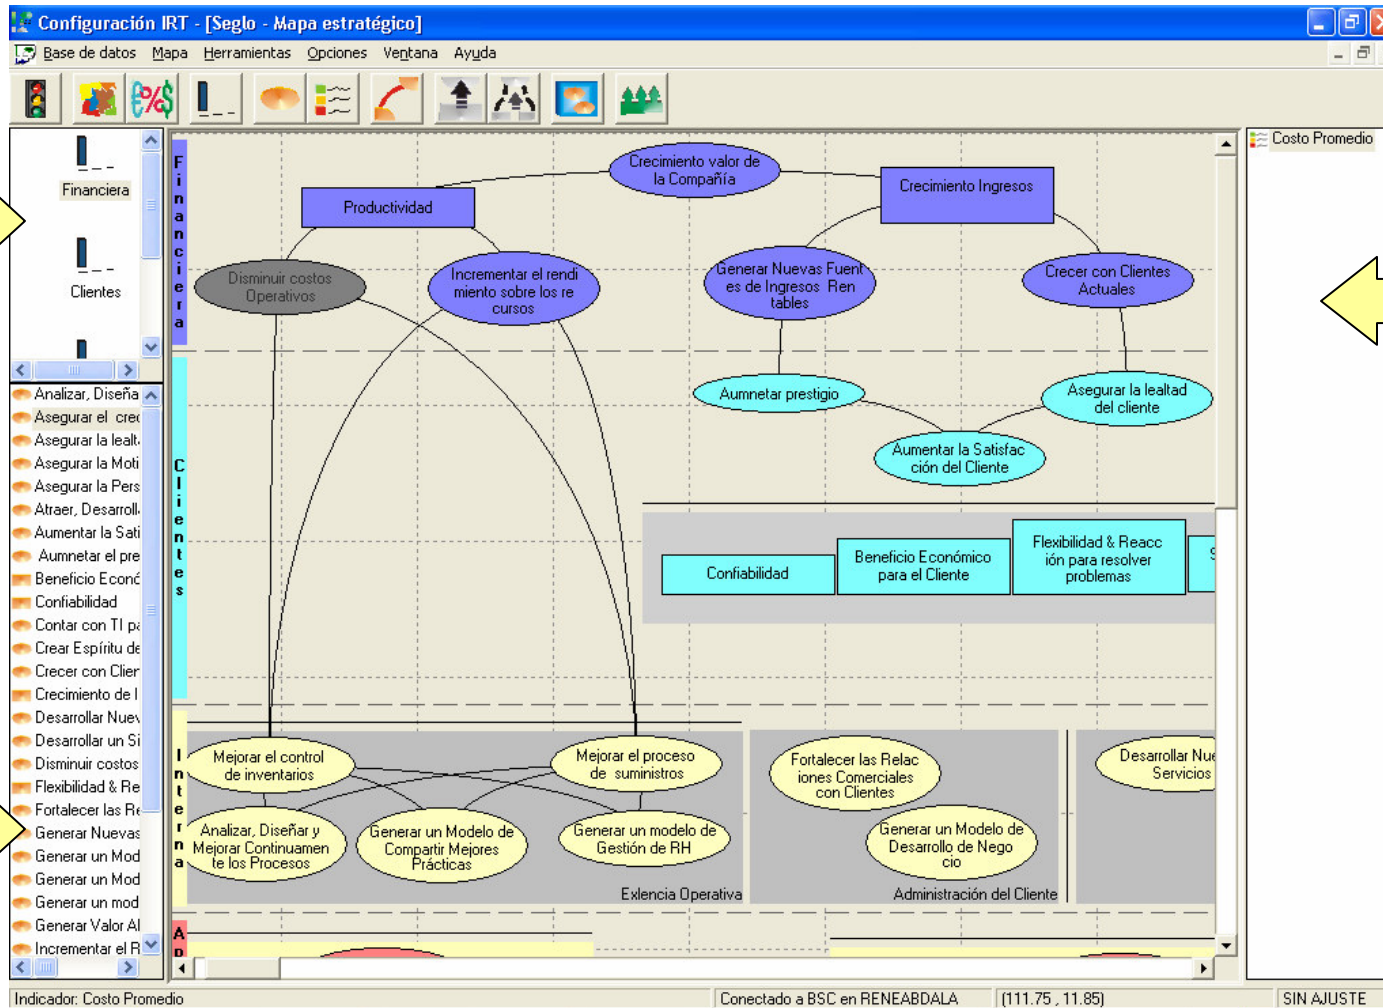 Configuración IRT - [Seglo - Mapa estratégico]
Base de datos Mapa Herramientas Opciones Ventana Ayuda
Financiera
Clientes
Analizar, Diseña
Asegurar el crec
Asegurar la lealt
Asegurar la Moti
Asegurar la Pers
Atraer, Desarroll
Aumentar la Sati
Aumnetar el pre
Beneficio Econó
Confiabilidad
Contar con TI pa
Crear Espíritu de
Crecer con Clien
Crecimiento de I
Desarrollar Nuev
Desarrollar un Si
Disminuir costos
Flexibilidad & Re
Fortalecer las Re
Generar Nuevas
Generar un Mod
Generar un Mod
Generar un mod
Generar Valor Al
Incrementar el R
Financiera
Crecimiento valor de
la Compañía
Productividad
Crecimiento Ingresos
Disminuir costos
Operativos
Incrementar el rendi
miento sobre los re
cursos
Generar Nuevas Fuent
es de Ingresos Ren
tables
Crecer con Clientes
Actuales
Clientes
Aumnetar prestigio
Asegurar la lealtad
del cliente
Aumentar la Satisfac
ción del Cliente
Confiabilidad
Beneficio Económico
para el Cliente
Flexibilidad & Reacc
ión para resolver
problemas
S
Interna
Mejorar el control
de inventarios
Mejorar el proceso
de suministros
Analizar, Diseñar y
Mejorar Continuamen
te los Procesos
Generar un Modelo de
Compartir Mejores
Prácticas
Generar un modelo de
Gestión de RH
Exlencia Operativa
Fortalecer las Relac
iones Comerciales
con Clientes
Generar un Modelo de
Desarrollo de Nego
cio
Administración del Cliente
Desarrollar Nue
Servicios
Ap
Costo Promedio
Indicador: Costo Promedio
Conectado a BSC en RENEABDALA
(111.75 , 11.85)
SIN AJUSTE